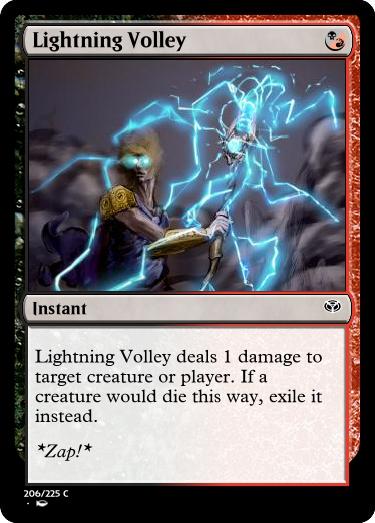 Lightning Volley
Instant
Lightning Volley deals 1 damage to
target creature or player. If a
creature would die this way, exile it
instead.
*Zap!*
206/225 C